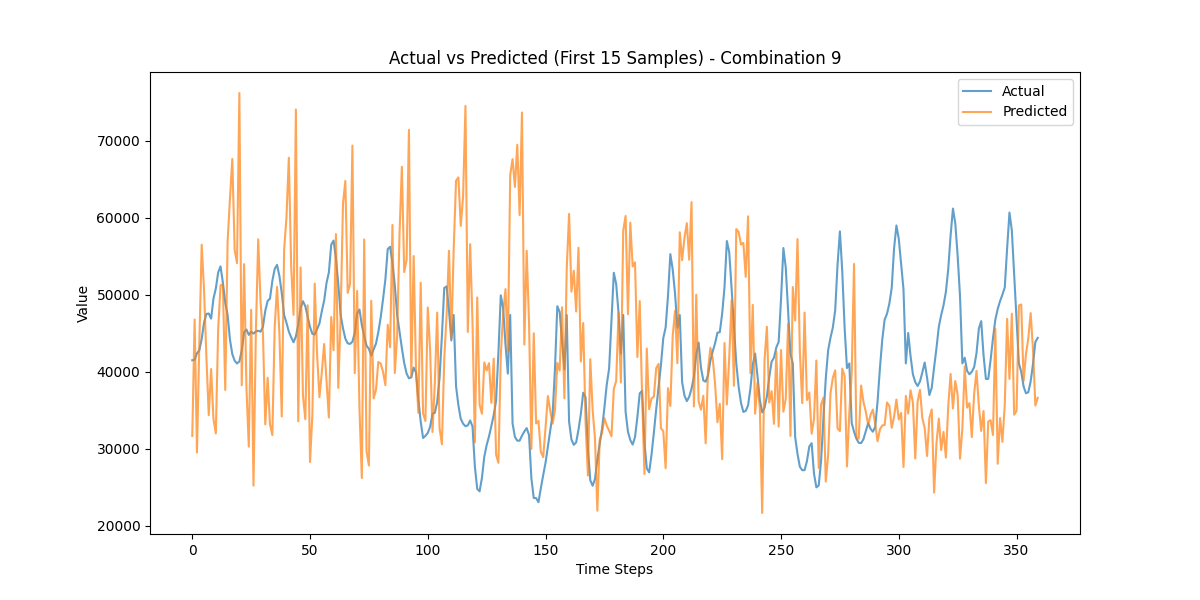 Actual vs Predicted (First 15 Samples) - Combination 9
Actual
Predicted
Value
70000
60000
50000
40000
30000
20000
0 50 100 150 200 250 300 350
Time Steps